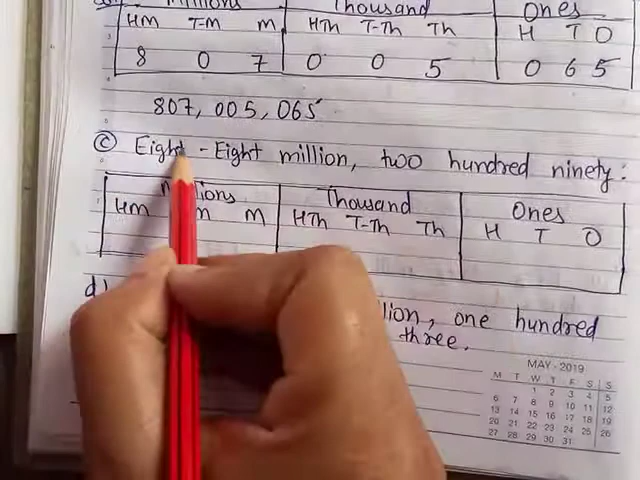 Millions Thousand Ones
HM T-M M HTh T-Th Th H T O
8 0 7 0 0 5 0 6 5
807, 005, 065
(c) Eight - Eight million, two hundred ninety:
Thousand Ones
HM M HTh T-Th Th H T O
d)
one hundred
three.
MAY - 2019
M T W T F S S
1 2 3 4 5
6 7 8 9 10 11 12
13 14 15 16 17 18 19
20 21 22 23 24 25 26
27 28 29 30 31